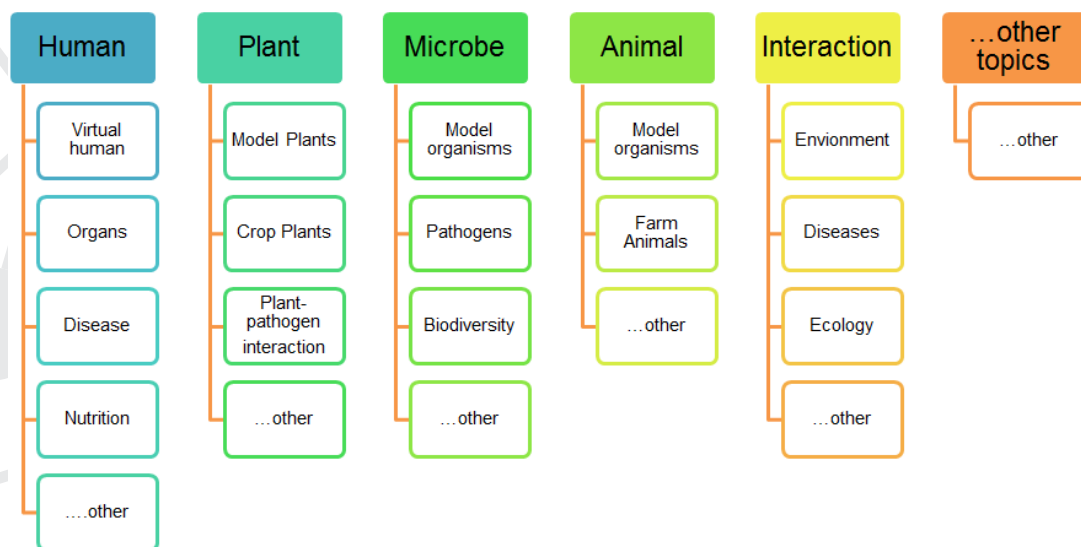 Human
Virtual
human
Organs
Disease
Nutrition
....other
Plant
Model Plants
Crop Plants
Plant-
pathogen
interaction
...other
Microbe
Model
organisms
Pathogens
Biodiversity
...other
Animal
Model
organisms
Farm
Animals
...other
Interaction
Envionment
Diseases
Ecology
...other
...other
topics
...other